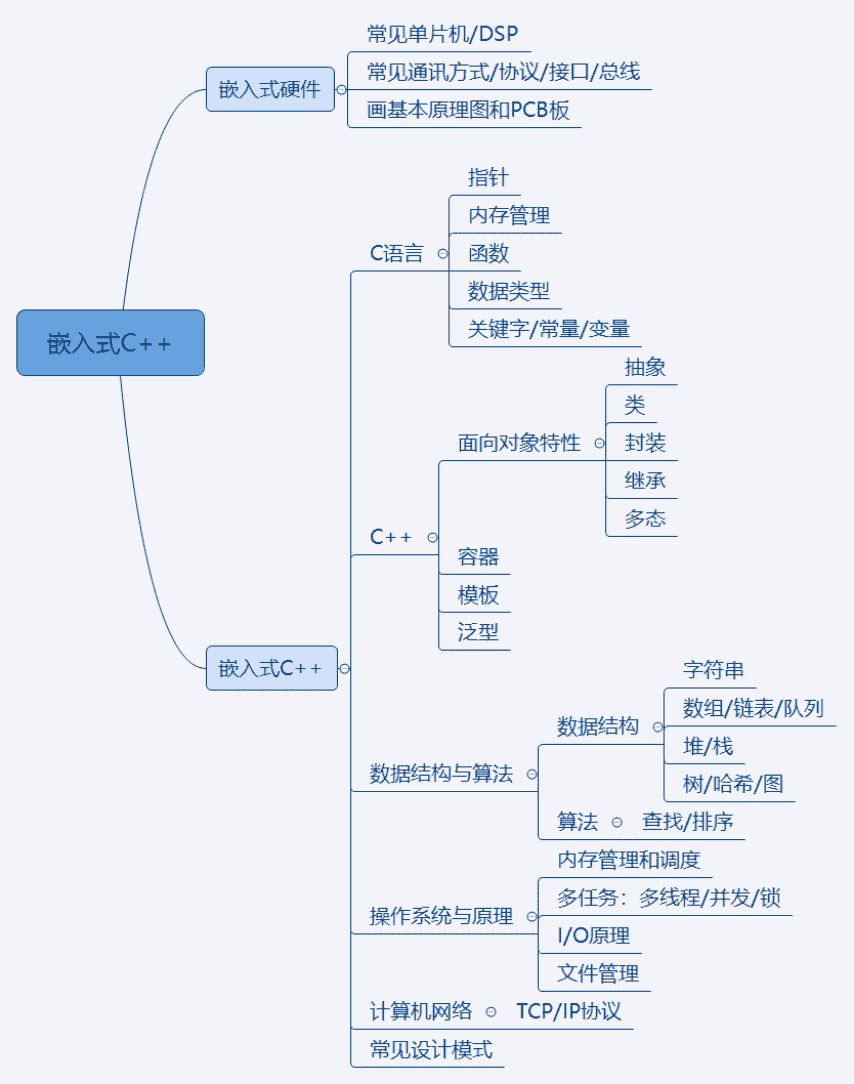 常见单片机/DSP
常见通讯方式/协议/接口/总线
嵌入式硬件
画基本原理图和PCB板
指针
内存管理
C语言
函数
数据类型
关键字/常量/变量
嵌入式C++
抽象
类
面向对象特性
封装
继承
多态
C++
容器
模板
泛型
嵌入式C++
字符串
数据结构
数组/链表/队列
堆/栈
数据结构与算法
树/哈希/图
算法
查找/排序
内存管理和调度
多任务：多线程/并发/锁
操作系统与原理
I/O原理
文件管理
计算机网络
TCP/IP协议
常见设计模式